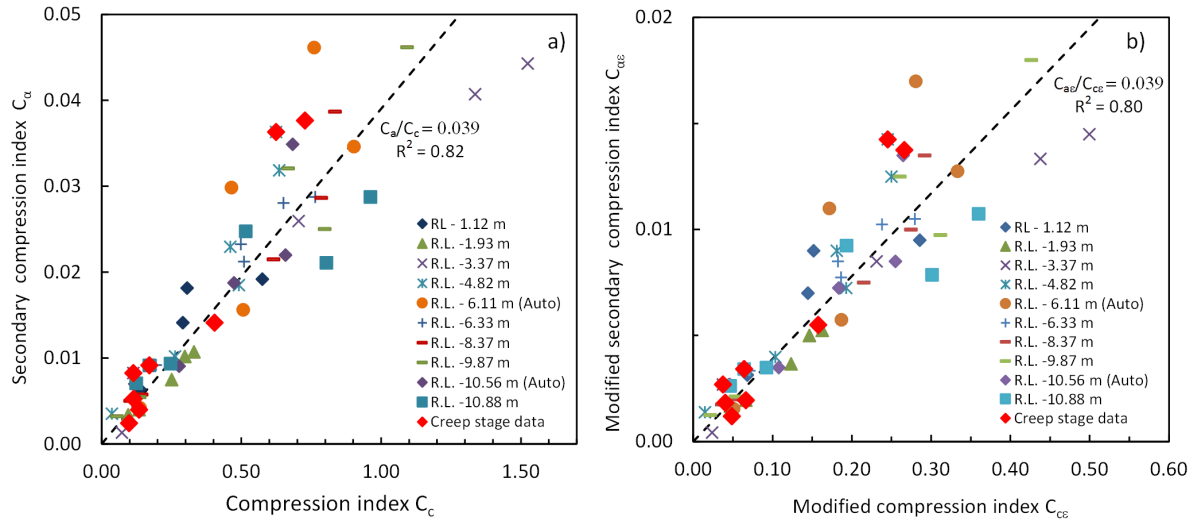 a)
0.05
0.04
0.03
0.02
0.01
0.00
Secondary compression index Cα
Ca/Cc = 0.039
R² = 0.82
RL - 1.12 m
R.L. -1.93 m
R.L. -3.37 m
R.L. -4.82 m
R.L. - 6.11 m (Auto)
R.L. -6.33 m
R.L. -8.37 m
R.L. -9.87 m
R.L. -10.56 m (Auto)
R.L. -10.88 m
Creep stage data
0.00 0.50 1.00 1.50
Compression index Cc
b)
0.02
0.01
0.00
Modified secondary compression index Cαε
Caε/Ccε = 0.039
R² = 0.80
RL - 1.12 m
R.L. -1.93 m
R.L. -3.37 m
R.L. -4.82 m
R.L. - 6.11 m (Auto)
R.L. -6.33 m
R.L. -8.37 m
R.L. -9.87 m
R.L. -10.56 m (Auto)
R.L. -10.88 m
Creep stage data
0.00 0.10 0.20 0.30 0.40 0.50 0.60
Modified compression index Ccε